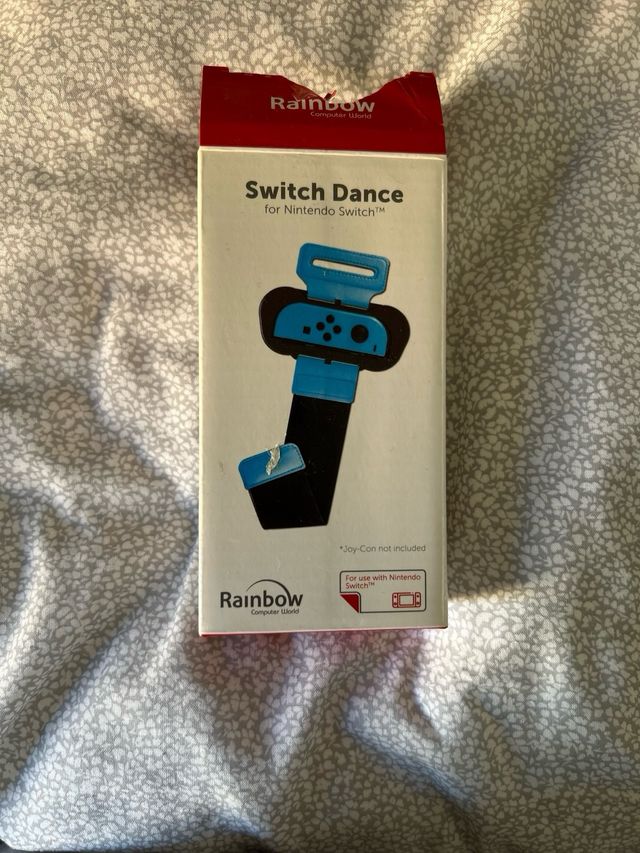 Rainbow
Computer World
Switch Dance
for Nintendo Switch™
*Joy-Con not included
For use with Nintendo
Switch™
Rainbow
Computer World